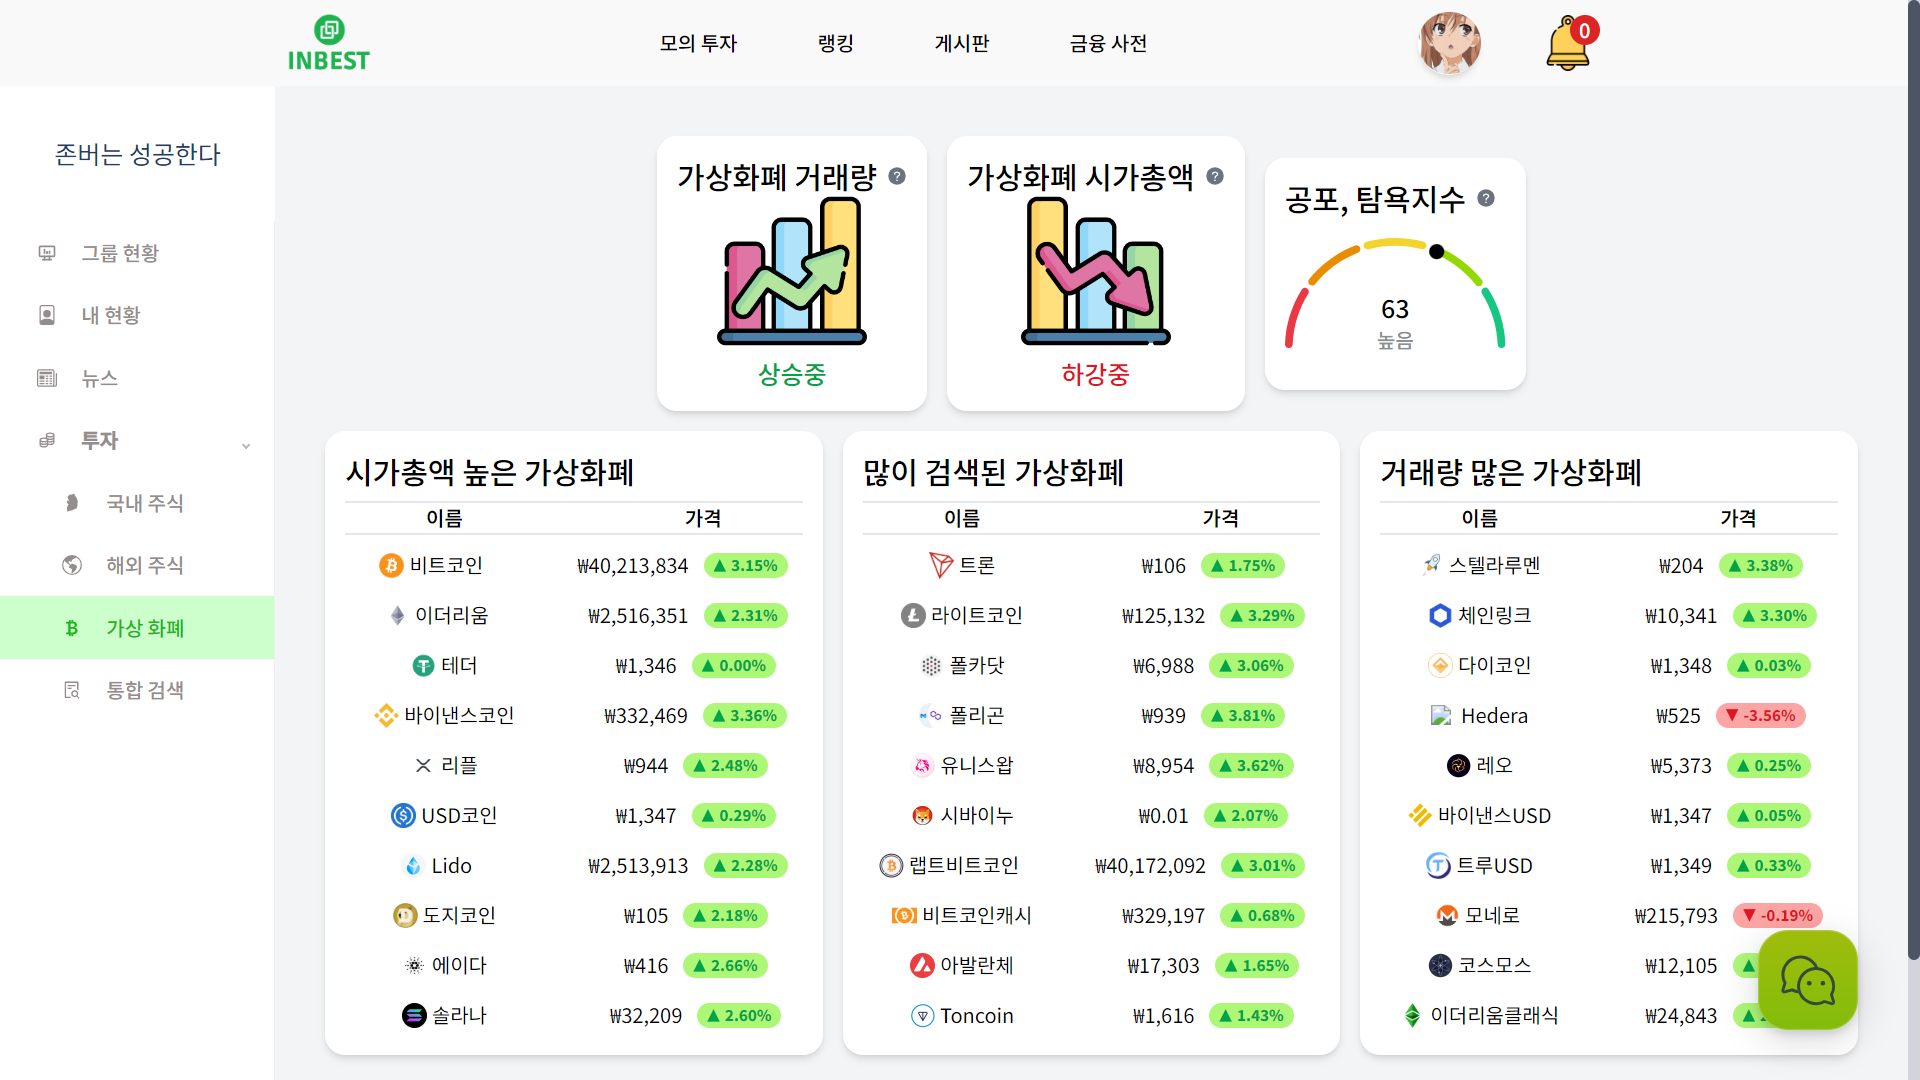 INBEST
모의 투자
랭킹
게시판
금융 사전
0
존버는 성공한다
그룹 현황
내 현황
뉴스
투자
국내 주식
해외 주식
가상 화폐
통합 검색
가상화폐 거래량
상승중
가상화폐 시가총액
하강중
공포, 탐욕지수
63
높음
시가총액 높은 가상화폐
이름 가격
비트코인 ₩40,213,834 ▲ 3.15%
이더리움 ₩2,516,351 ▲ 2.31%
테더 ₩1,346 ▲ 0.00%
바이낸스코인 ₩332,469 ▲ 3.36%
리플 ₩944 ▲ 2.48%
USD코인 ₩1,347 ▲ 0.29%
Lido ₩2,513,913 ▲ 2.28%
도지코인 ₩105 ▲ 2.18%
에이다 ₩416 ▲ 2.66%
솔라나 ₩32,209 ▲ 2.60%
많이 검색된 가상화폐
이름 가격
트론 ₩106 ▲ 1.75%
라이트코인 ₩125,132 ▲ 3.29%
폴카닷 ₩6,988 ▲ 3.06%
폴리곤 ₩939 ▲ 3.81%
유니스왑 ₩8,954 ▲ 3.62%
시바이누 ₩0.01 ▲ 2.07%
랩트비트코인 ₩40,172,092 ▲ 3.01%
비트코인캐시 ₩329,197 ▲ 0.68%
아발란체 ₩17,303 ▲ 1.65%
Toncoin ₩1,616 ▲ 1.43%
거래량 많은 가상화폐
이름 가격
스텔라루멘 ₩204 ▲ 3.38%
체인링크 ₩10,341 ▲ 3.30%
다이코인 ₩1,348 ▲ 0.03%
Hedera ₩525 ▼ -3.56%
레오 ₩5,373 ▲ 0.25%
바이낸스USD ₩1,347 ▲ 0.05%
트루USD ₩1,349 ▲ 0.33%
모네로 ₩215,793 ▼ -0.19%
코스모스 ₩12,105 ▲
이더리움클래식 ₩24,843 ▲